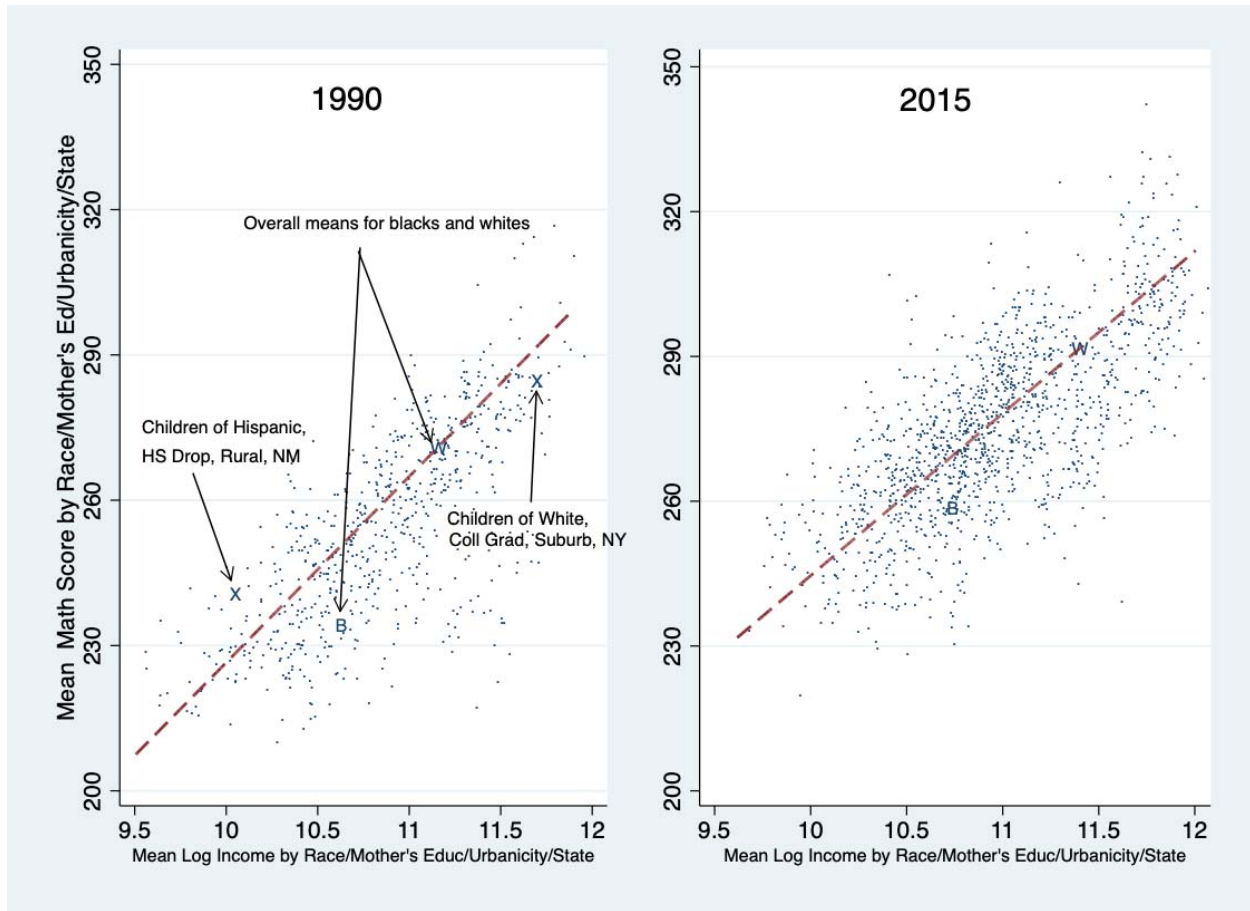 1990
350
320
290
260
230
200
Mean  Math Score by Race/Mother's Ed/Urbanicity/State
Overall means for blacks and whites
Children of Hispanic,
HS Drop, Rural, NM
X
B
W
X
Children of White,
Coll Grad, Suburb, NY
9.5 10 10.5 11 11.5 12
Mean Log Income by Race/Mother's Educ/Urbanicity/State
2015
350
320
290
260
230
200
W
B
9.5 10 10.5 11 11.5 12
Mean Log Income by Race/Mother's Educ/Urbanicity/State